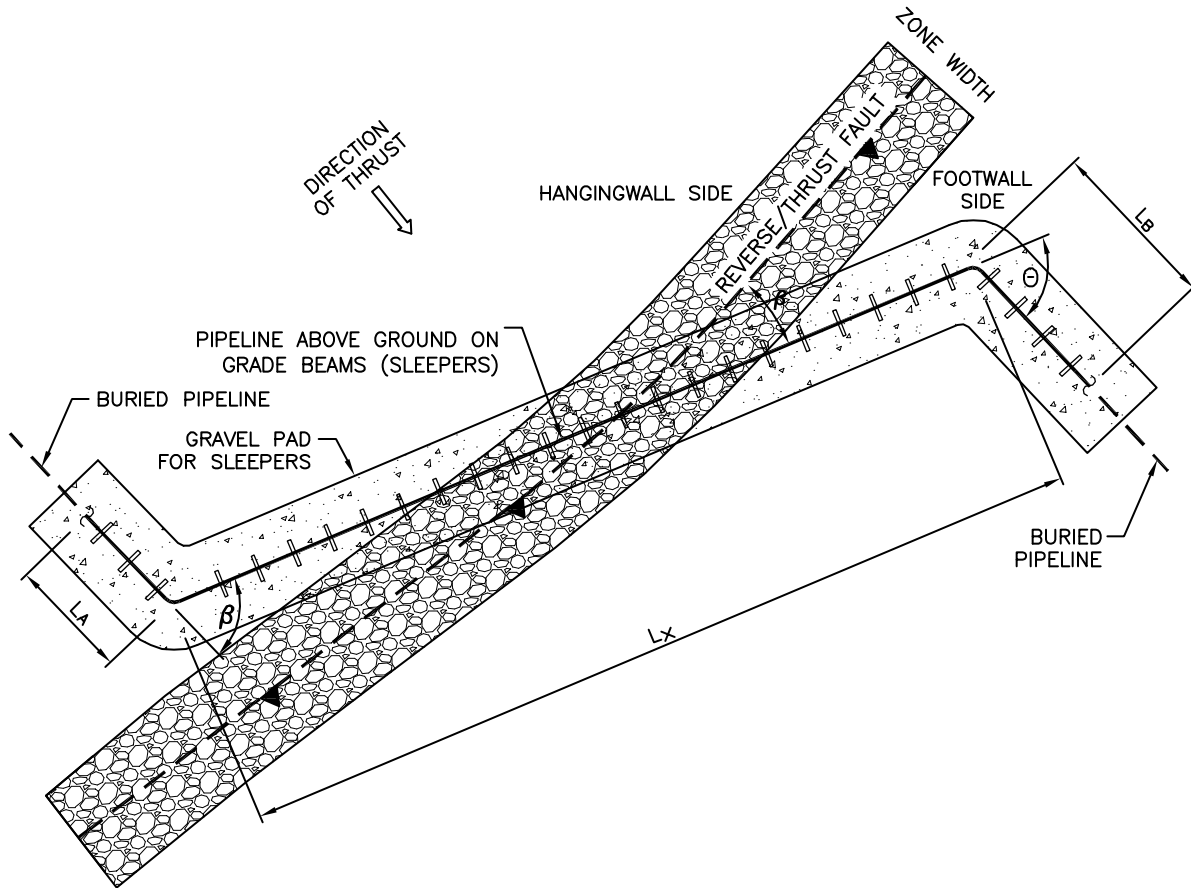 ZONE WIDTH
DIRECTION
OF THRUST
HANGINGWALL SIDE
REVERSE/THRUST FAULT
FOOTWALL
SIDE
LB
Θ
β
PIPELINE ABOVE GROUND ON
GRADE BEAMS (SLEEPERS)
BURIED PIPELINE
GRAVEL PAD
FOR SLEEPERS
BURIED
PIPELINE
LA
β
LX